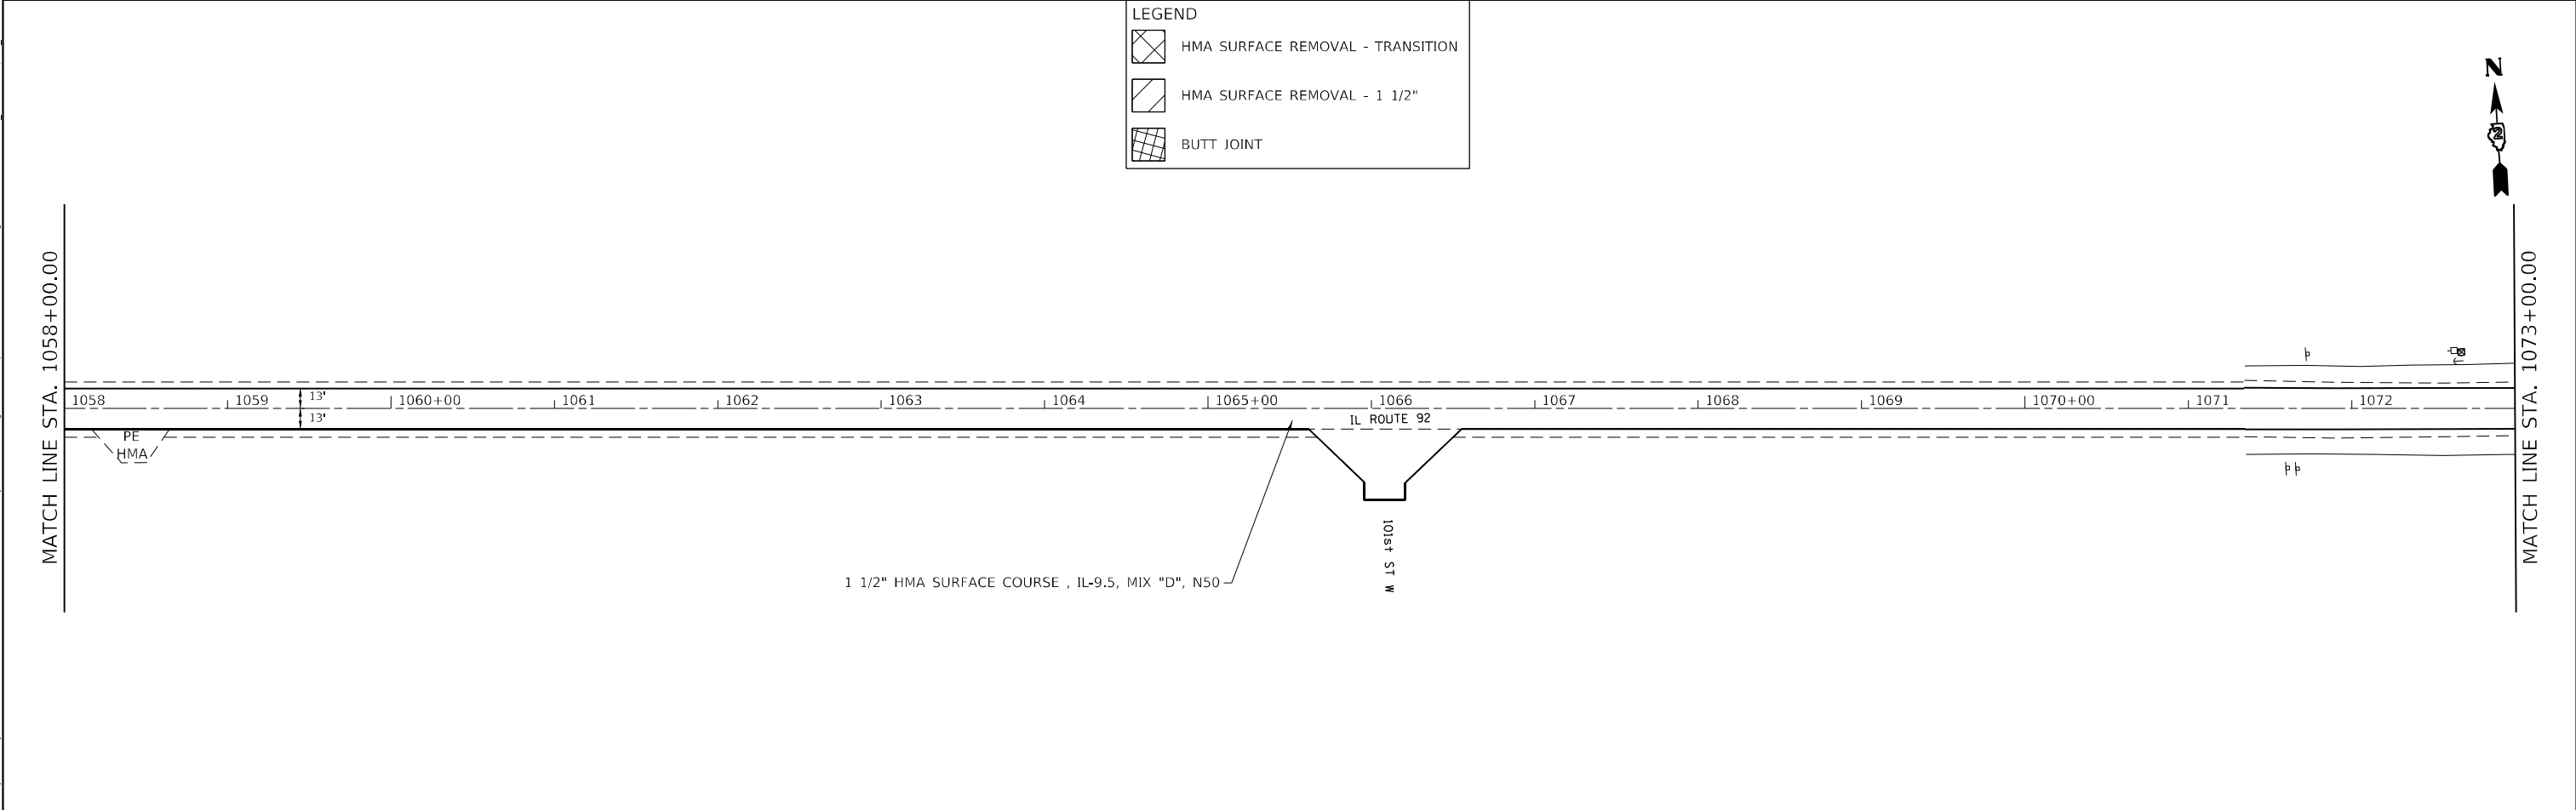 LEGEND
HMA SURFACE REMOVAL - TRANSITION
HMA SURFACE REMOVAL - 1 1/2"
BUTT JOINT
N
2
MATCH LINE STA. 1058+00.00
MATCH LINE STA. 1073+00.00
1058 1059 13' 1060+00 1061 1062 1063 1064 1065+00 1066 1067 1068 1069 1070+00 1071 1072
13'
IL ROUTE 92
PE
HMA
101st ST W
1 1/2" HMA SURFACE COURSE , IL-9.5, MIX "D", N50